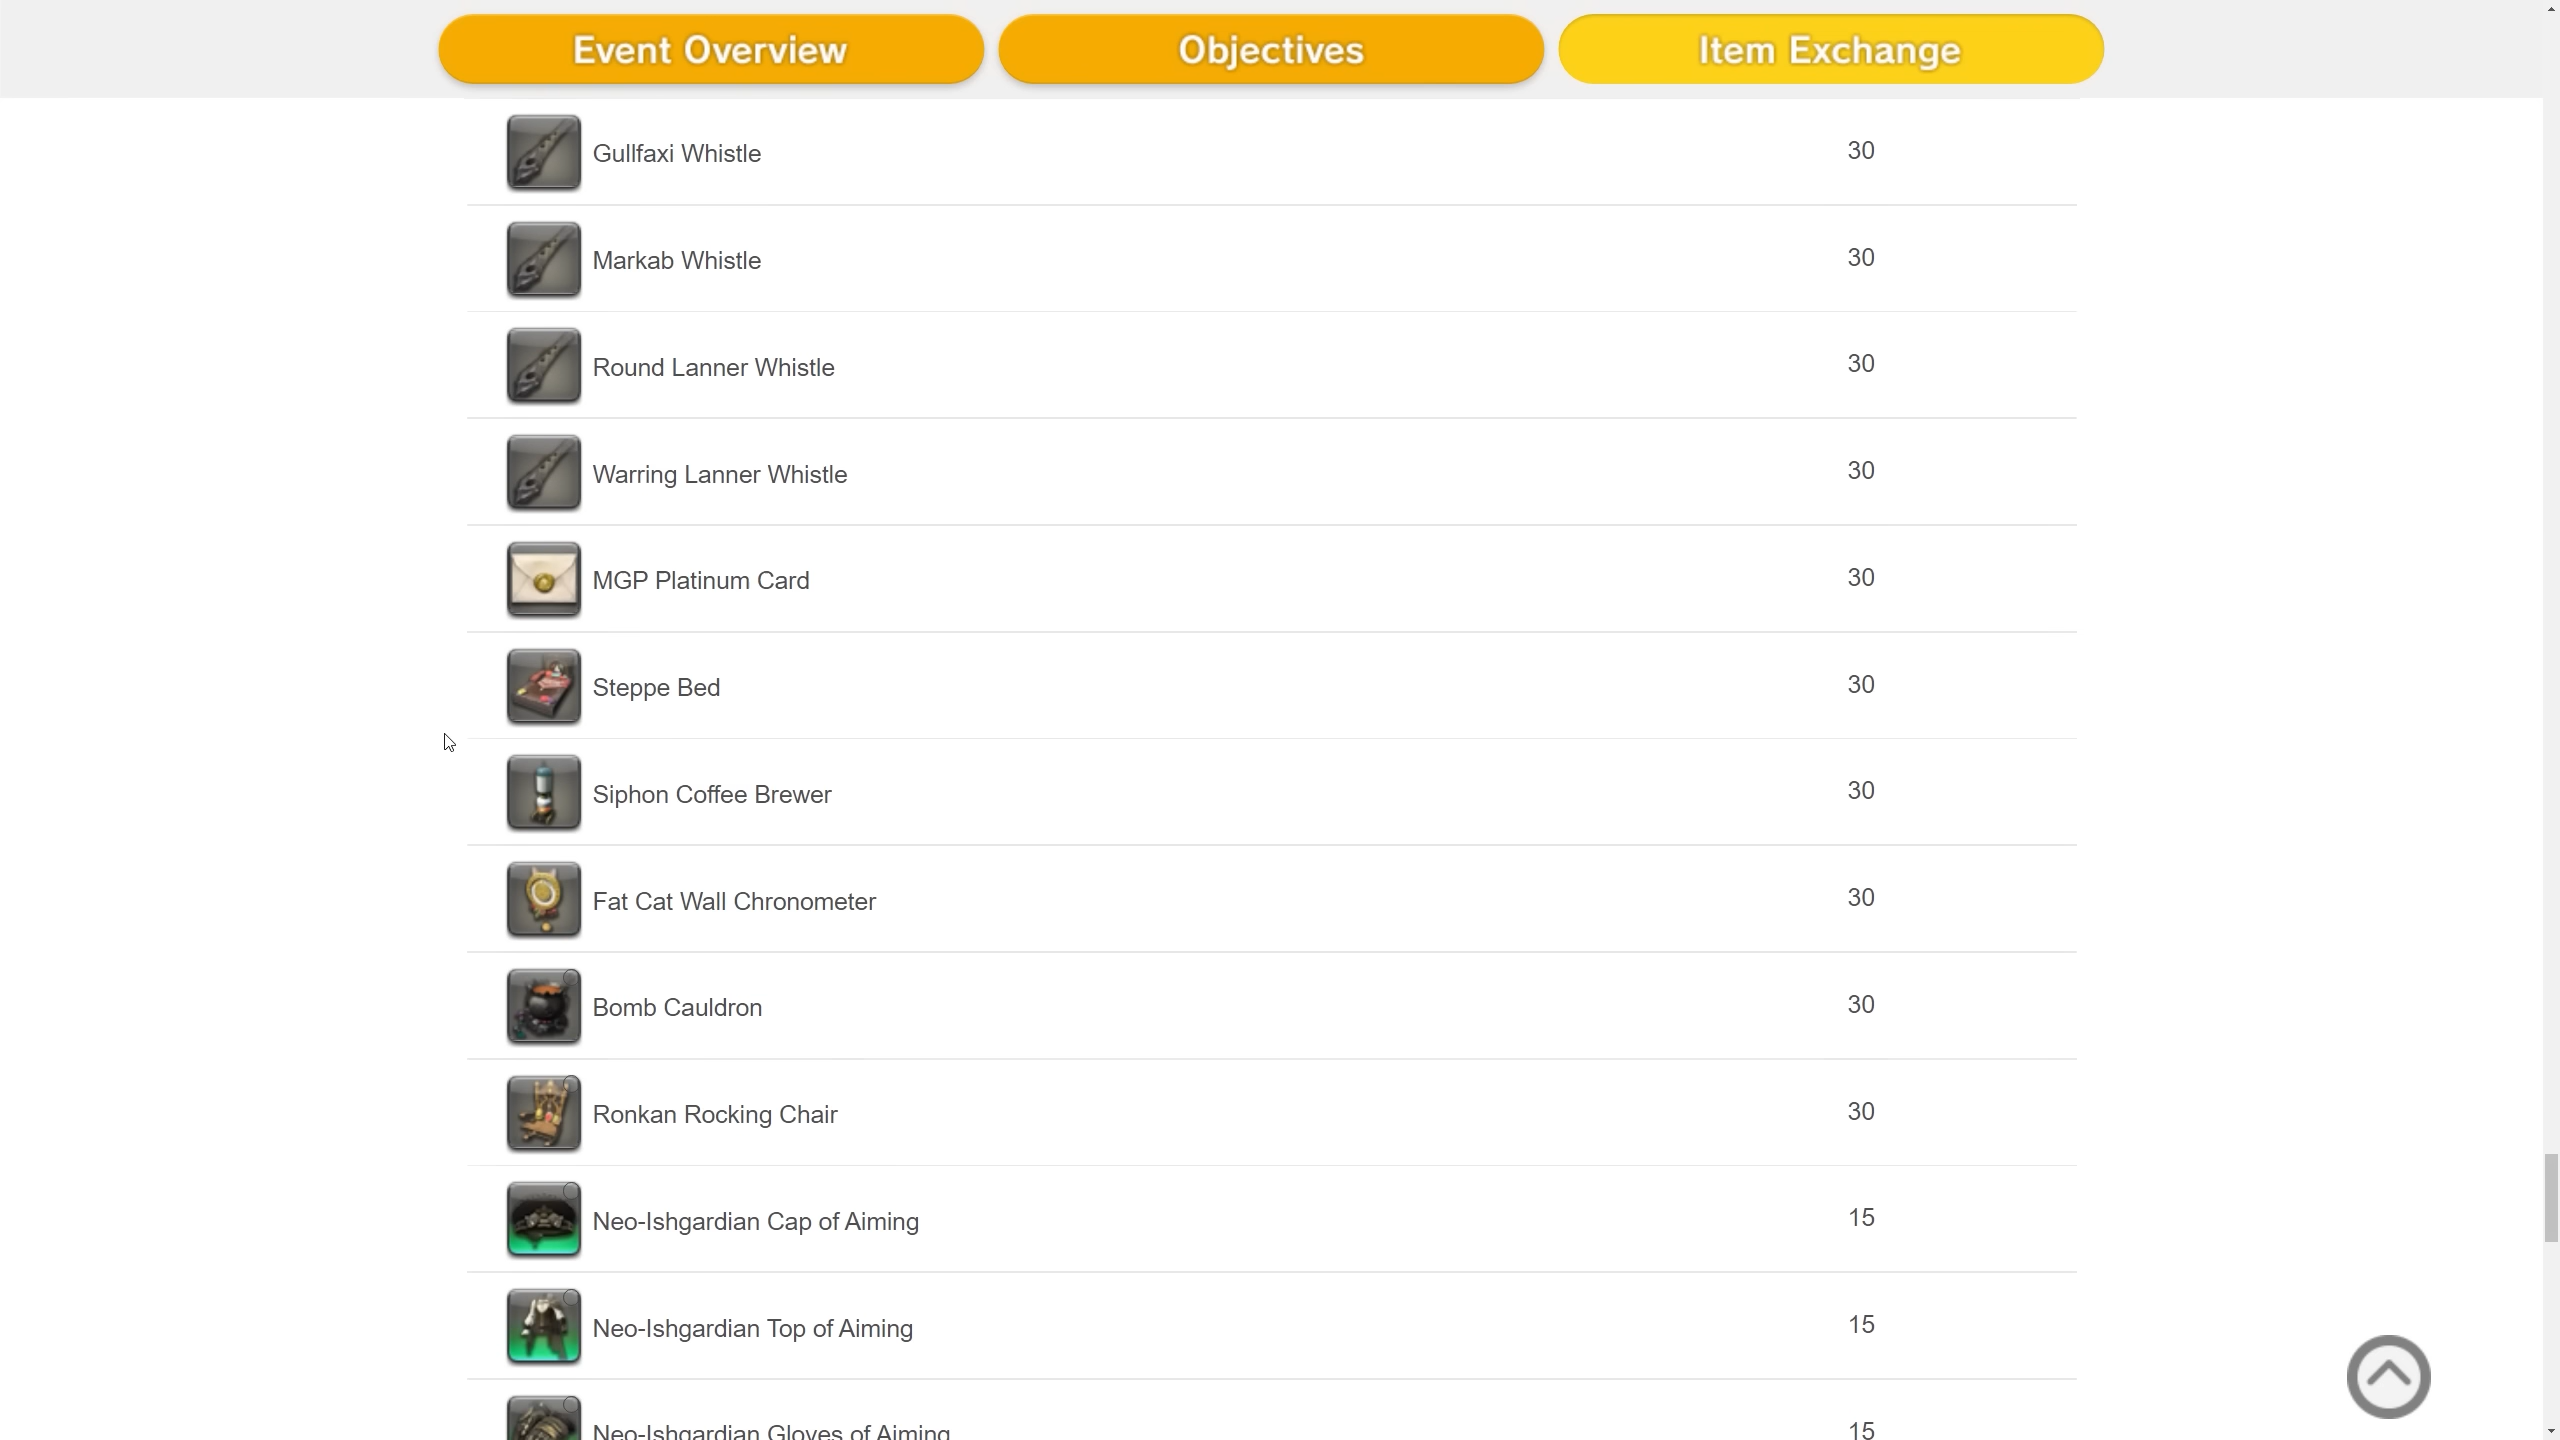 Event Overview
Objectives
Item Exchange
Gullfaxi Whistle 30
Markab Whistle 30
Round Lanner Whistle 30
Warring Lanner Whistle 30
MGP Platinum Card 30
Steppe Bed 30
Siphon Coffee Brewer 30
Fat Cat Wall Chronometer 30
Bomb Cauldron 30
Ronkan Rocking Chair 30
Neo-Ishgardian Cap of Aiming 15
Neo-Ishgardian Top of Aiming 15
Neo-Ishgardian Gloves of Aiming 15